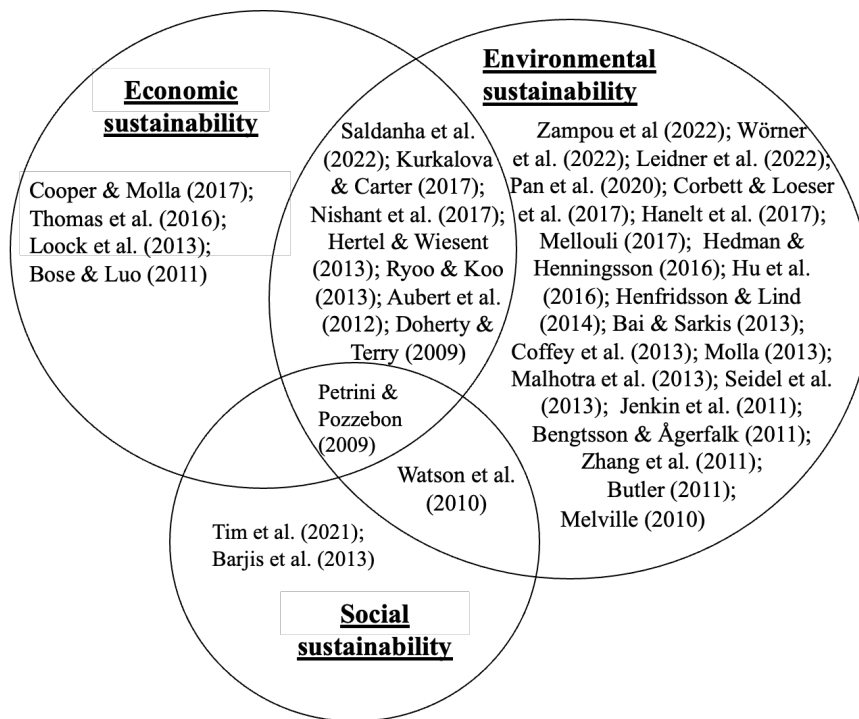 Economic
sustainability
Cooper & Molla (2017);
Thomas et al. (2016);
Loock et al. (2013);
Bose & Luo (2011)
Saldanha et al.
(2022); Kurkalova
& Carter (2017);
Nishant et al. (2017);
Hertel & Wiesent
(2013); Ryoo & Koo
(2013); Aubert et al.
(2012); Doherty &
Terry (2009)
Environmental
sustainability
Zampou et al (2022); Wörner
et al. (2022); Leidner et al. (2022);
Pan et al. (2020); Corbett & Loeser
et al. (2017); Hanelt et al. (2017);
Mellouli (2017); Hedman &
Henningsson (2016); Hu et al.
(2016); Henfridsson & Lind
(2014); Bai & Sarkis (2013);
Coffey et al. (2013); Molla (2013);
Malhotra et al. (2013); Seidel et al.
(2013); Jenkin et al. (2011);
Bengtsson & Ågerfalk (2011);
Zhang et al. (2011);
Butler (2011);
Melville (2010)
Petrini &
Pozzebon
(2009)
Watson et al.
(2010)
Tim et al. (2021);
Barjis et al. (2013)
Social
sustainability